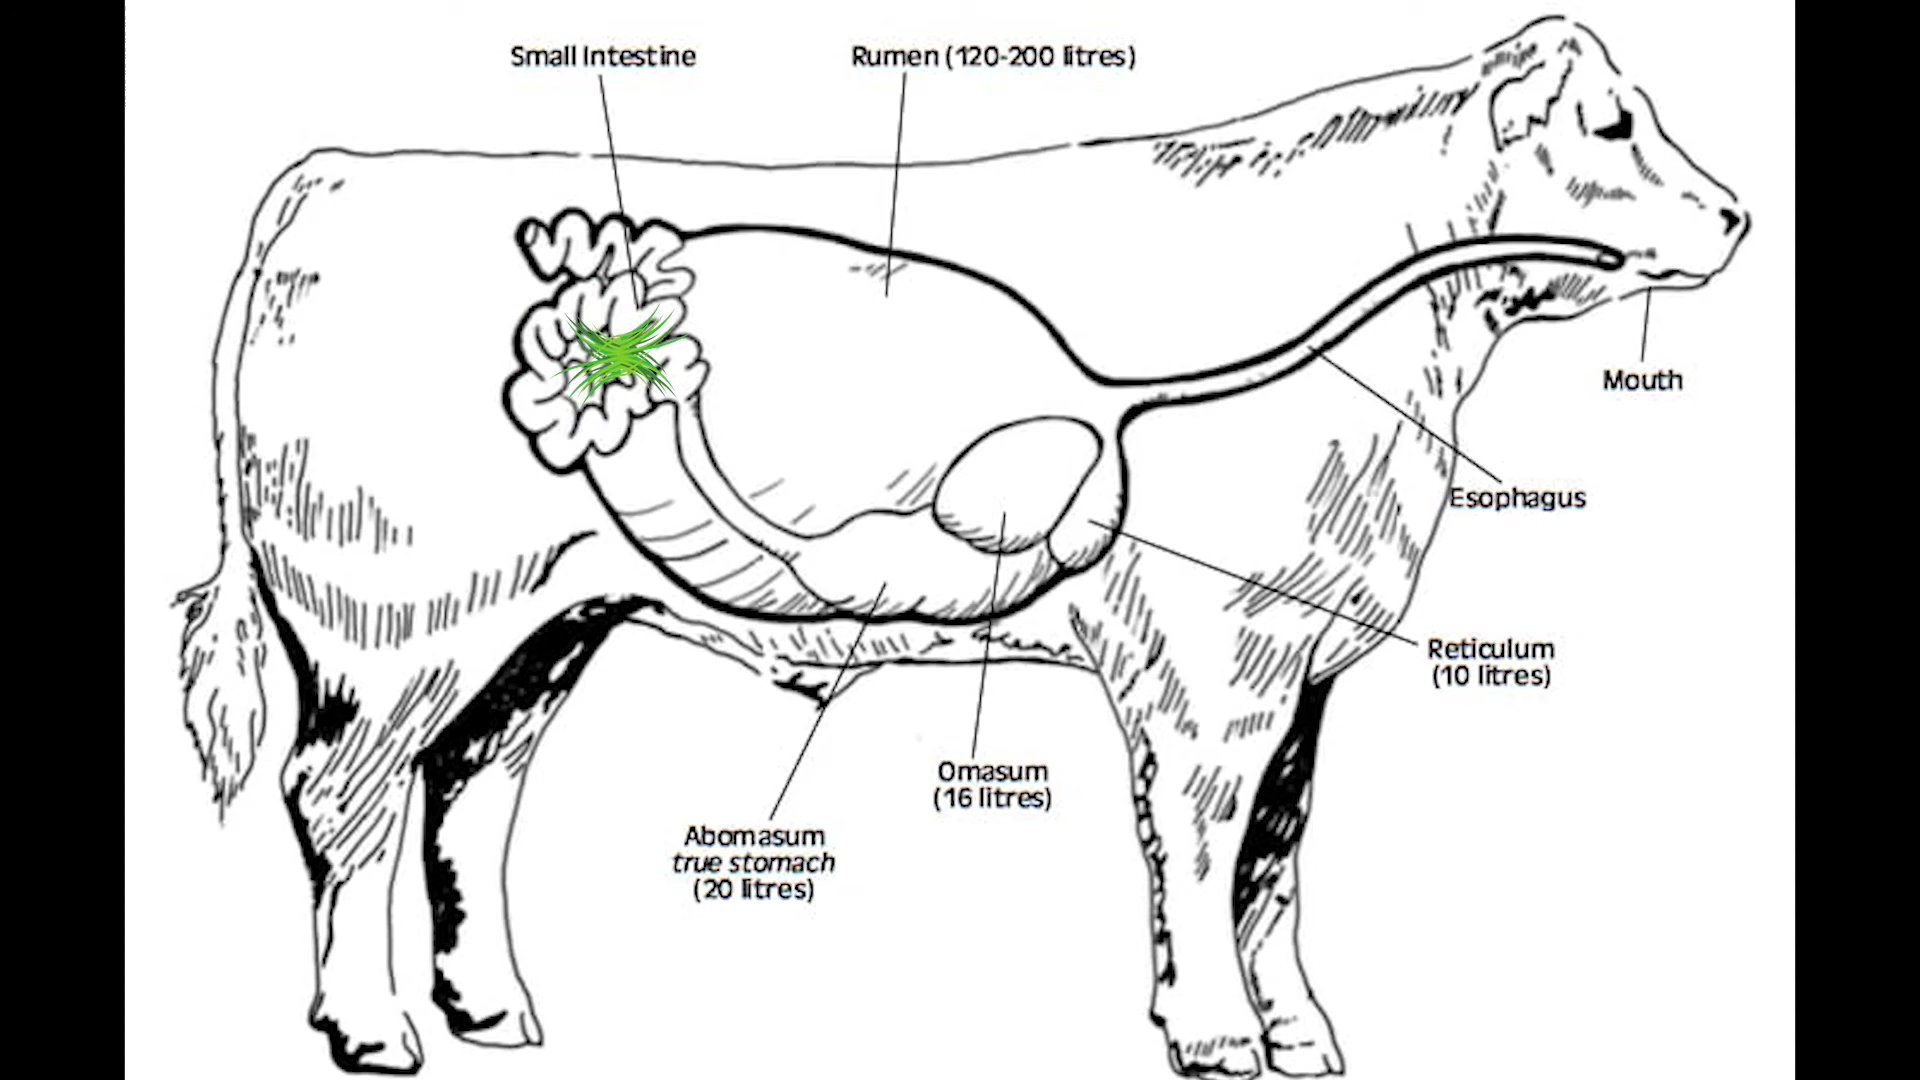 Small Intestine
Rumen (120-200 litres)
Mouth
Esophagus
Reticulum
(10 litres)
Omasum
(16 litres)
Abomasum
true stomach
(20 litres)